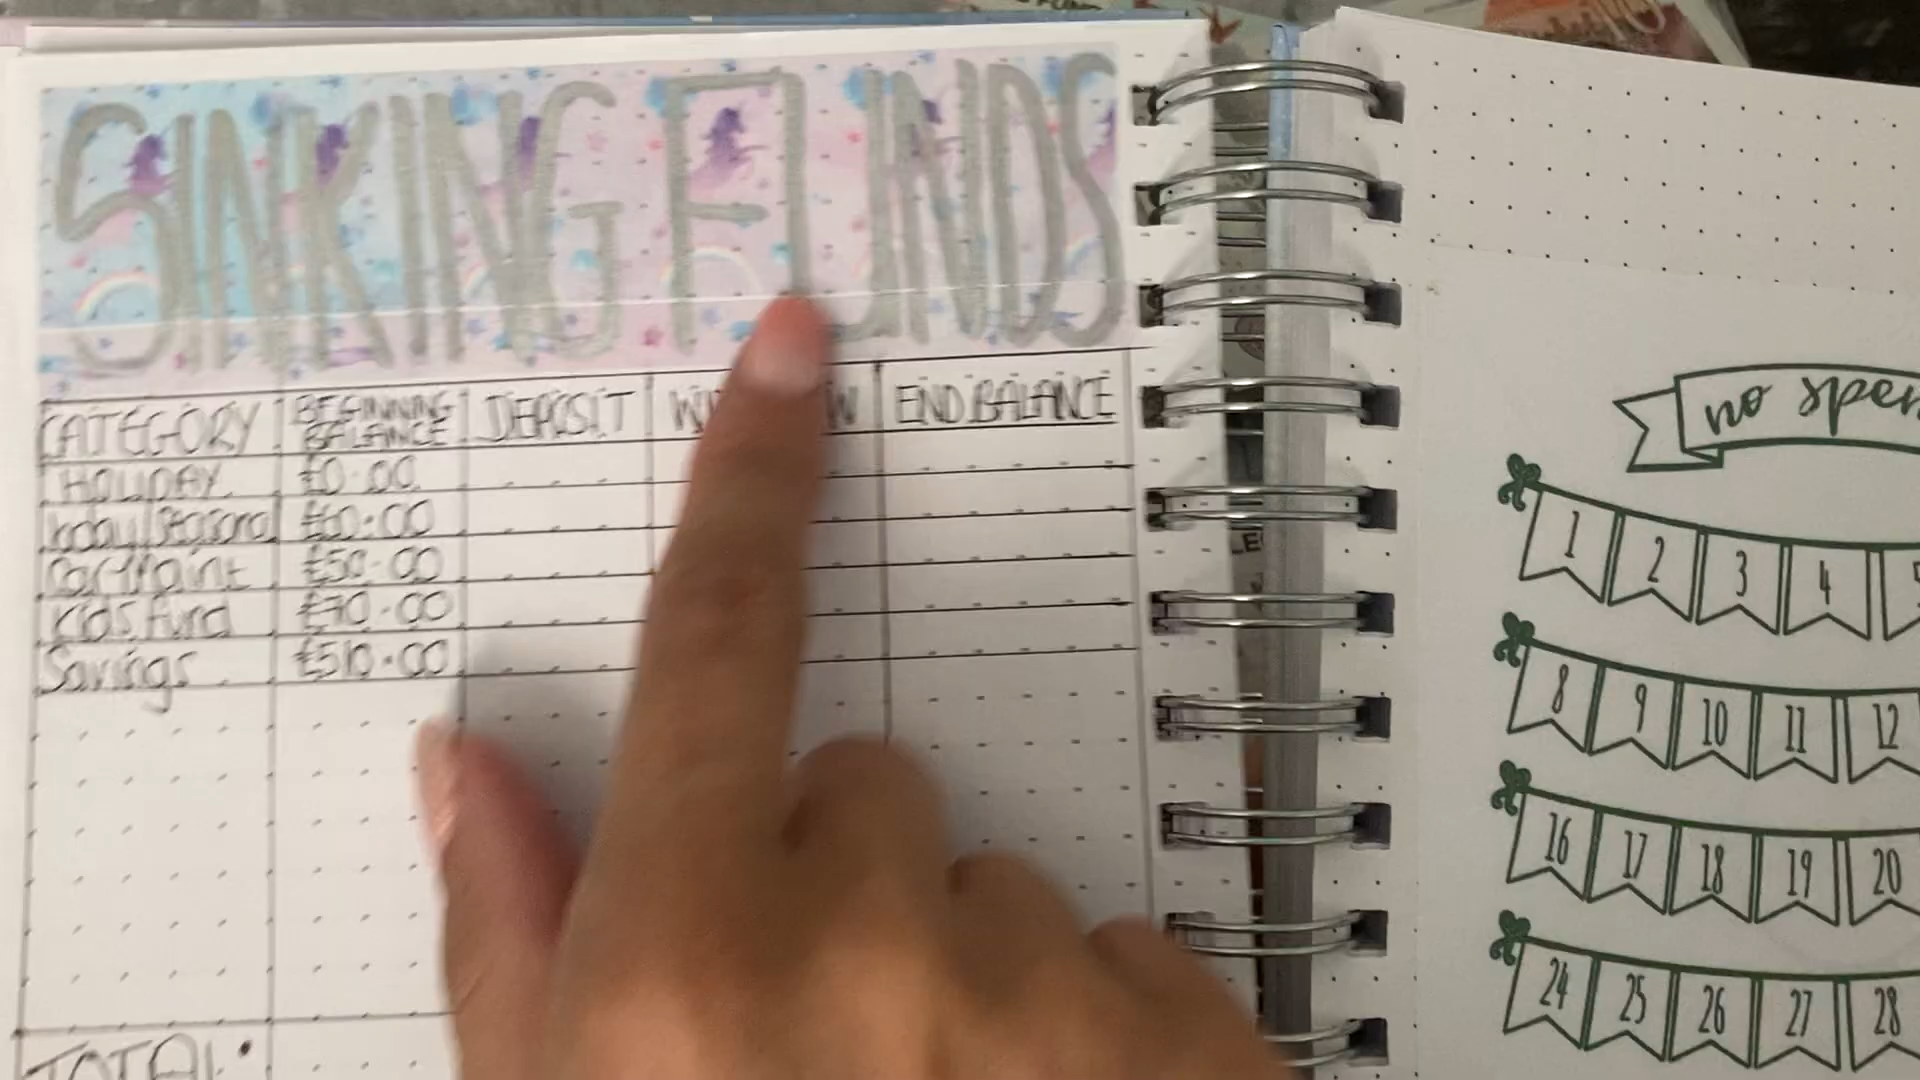 SINKING FUNDS
CATEGORY BEGINNING BALANCE DEPOSIT END BALANCE
HOLIDAY £0.00
£60.00
Car Maint £50.00
Kids fund £70.00
Savings £510.00
TOTAL:
no spen
1 2 3 4 5
8 9 10 11 12
16 17 18 19 20
24 25 26 27 28